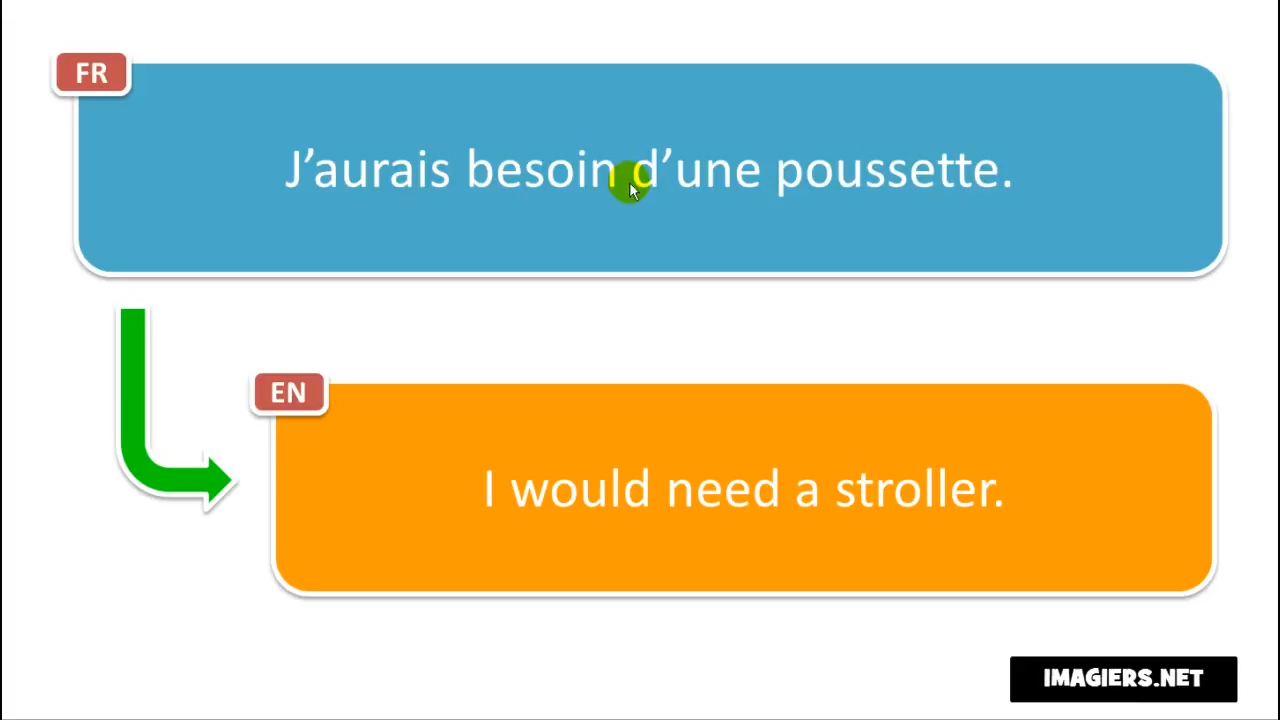 FR
J’aurais besoin d’une poussette.
EN
I would need a stroller.
IMAGIERS.NET